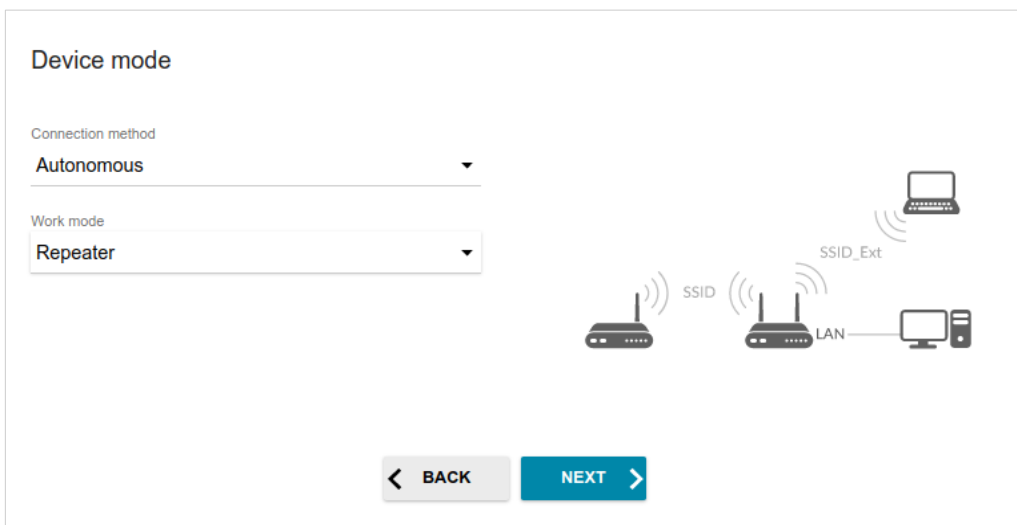 Device mode
Connection method
Autonomous
Work mode
Repeater
SSID_Ext
SSID
LAN
BACK
NEXT